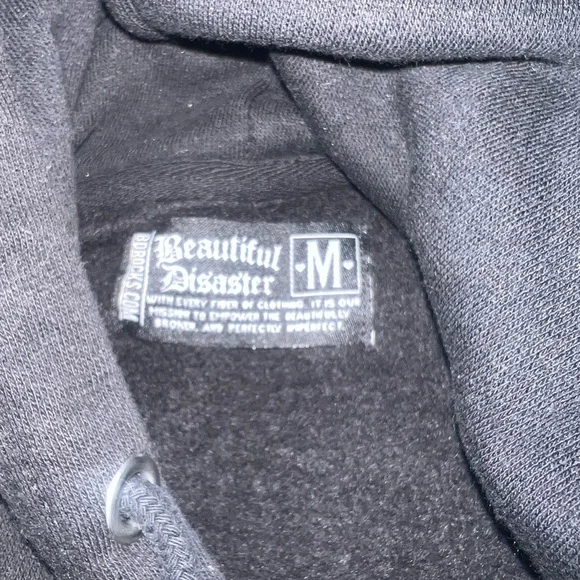 BDROCKS.COM
Beautiful
Disaster
M
WITH EVERY FIBER OF CLOTHING, IT IS OUR
MISSION TO EMPOWER THE BEAUTIFULLY
BROKEN, AND PERFECTLY IMPERFECT.